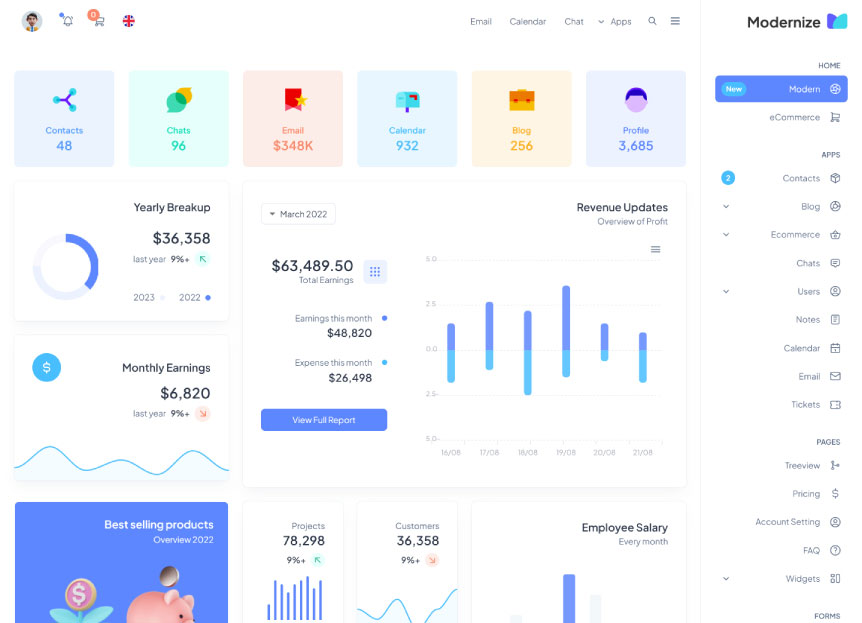 0
Email
Calendar
Chat
Apps
Modernize
HOME
New
Modern
eCommerce
APPS
2
Contacts
Blog
Ecommerce
Chats
Users
Notes
Calendar
Email
Tickets
PAGES
Treeview
Pricing
Account Setting
FAQ
Widgets
FORMS
Contacts
48
Chats
96
Email
$348K
Calendar
932
Blog
256
Profile
3,685
Yearly Breakup
$36,358
last year 9%+
2023
2022
Monthly Earnings
$
$6,820
last year 9%+
March 2022
Revenue Updates
Overview of Profit
$63,489.50
Total Earnings
Earnings this month
$48,820
Expense this month
$26,498
View Full Report
5.0
2.5
0.0
2.5-
5.0-
16/08 17/08 18/08 19/08 20/08 21/08
Best selling products
Overview 2022
$
Projects
78,298
9%+
Customers
36,358
9%+
Employee Salary
Every month